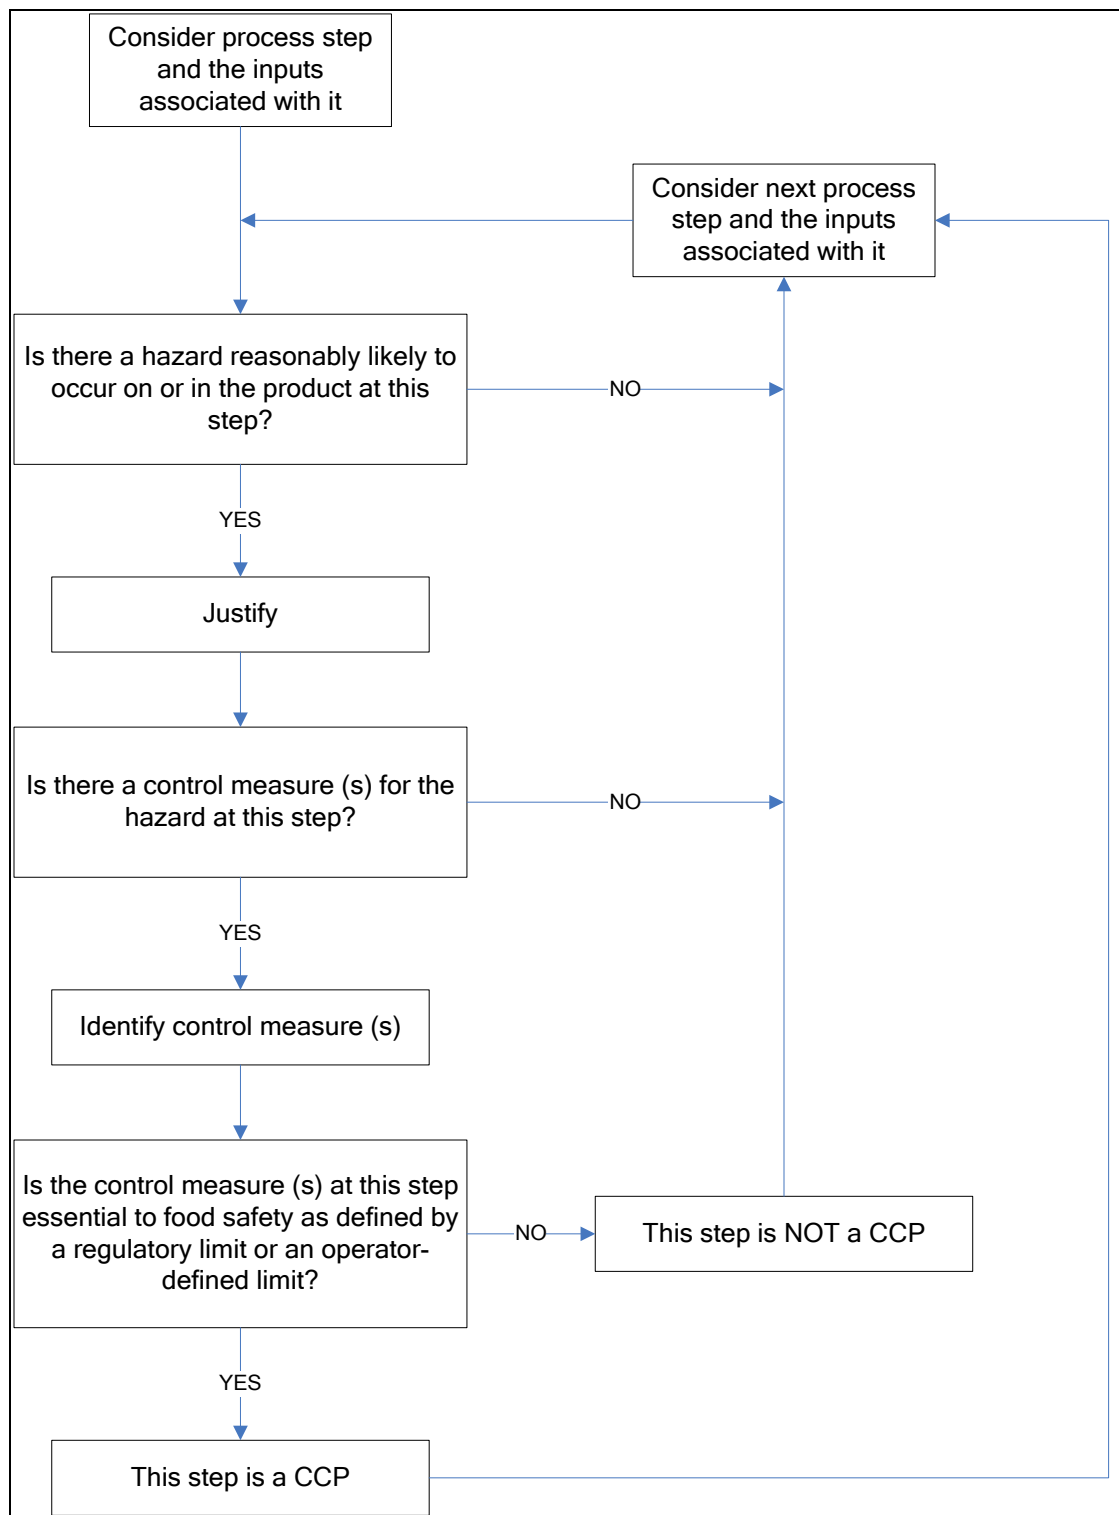 Consider process step
and the inputs
associated with it
Consider next process
step and the inputs
associated with it
Is there a hazard reasonably likely to
occur on or in the product at this
step?
NO
YES
Justify
Is there a control measure (s) for the
hazard at this step?
NO
YES
Identify control measure (s)
Is the control measure (s) at this step
essential to food safety as defined by
a regulatory limit or an operator-
defined limit?
NO
This step is NOT a CCP
YES
This step is a CCP